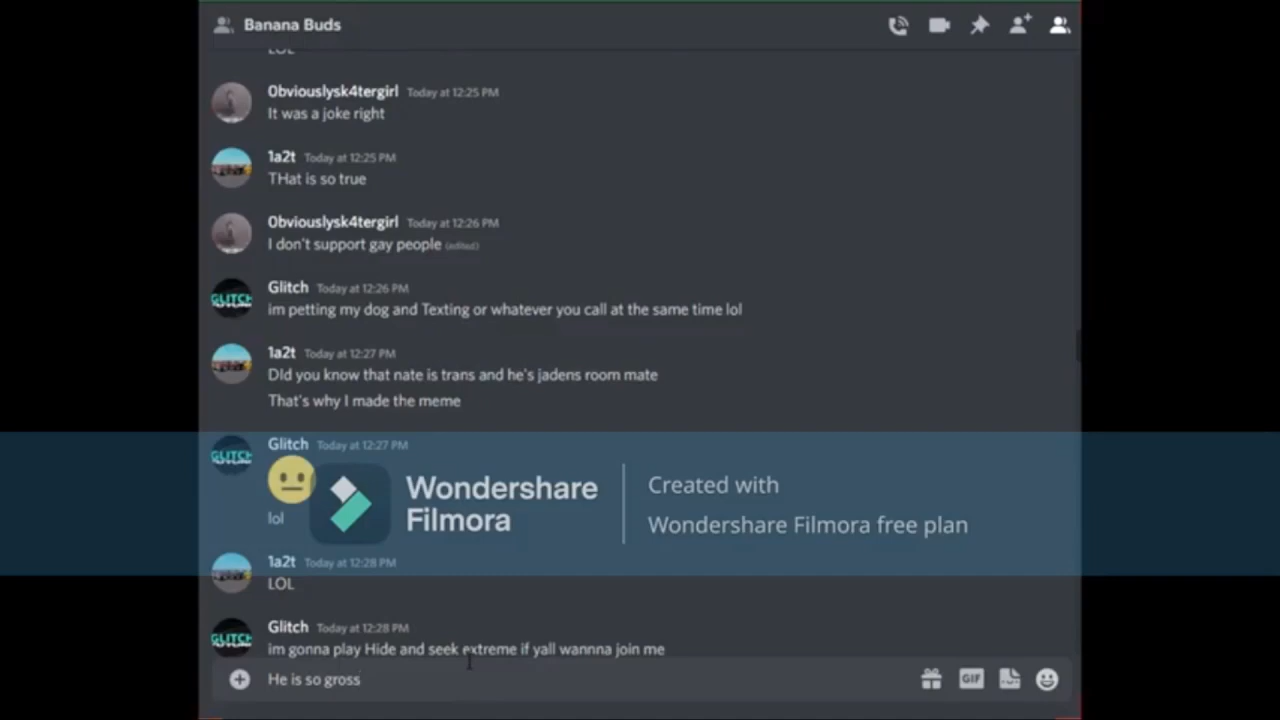 Banana Buds
LOL
0bviouslysk4tergirl Today at 12:25 PM
It was a joke right
1a2t Today at 12:25 PM
THat is so true
0bviouslysk4tergirl Today at 12:26 PM
I don't support gay people (edited)
Glitch Today at 12:26 PM
im petting my dog and Texting or whatever you call at the same time lol
1a2t Today at 12:27 PM
DId you know that nate is trans and he's jadens room mate
That's why I made the meme
Glitch Today at 12:27 PM
lol
Wondershare
Filmora
Created with
Wondershare Filmora free plan
1a2t Today at 12:28 PM
LOL
Glitch Today at 12:28 PM
im gonna play Hide and seek extreme if yall wannna join me
He is so gross
GIF
GLITCH
GLITCH
GLITCH